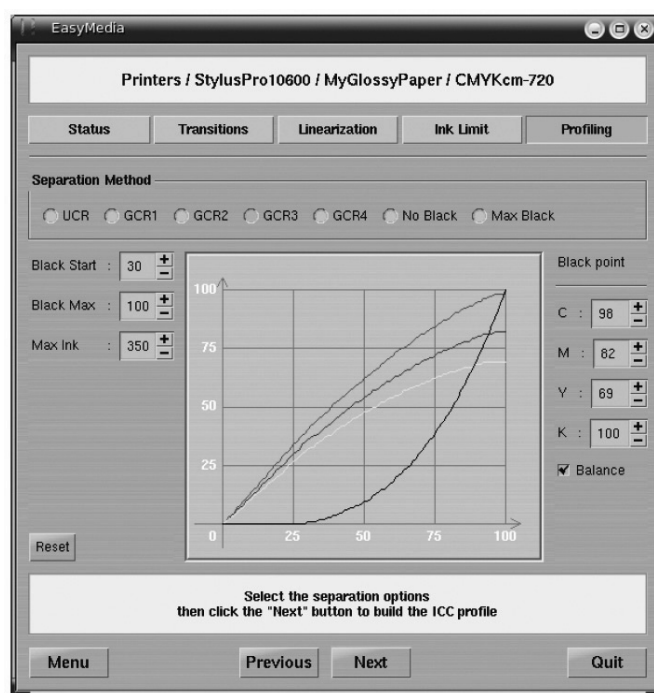 EasyMedia
Printers / StylusPro10600 / MyGlossyPaper / CMYKcm-720
Status Transitions Linearization Ink Limit Profiling
Separation Method
UCR GCR1 GCR2 GCR3 GCR4 No Black Max Black
Black Start : 30 + -
Black Max : 100 + -
Max Ink : 350 + -
100
75
50
25
0 25 50 75 100
Black point
C : 98 + -
M : 82 + -
Y : 69 + -
K : 100 + -
Balance
Reset
Select the separation options
then click the "Next" button to build the ICC profile
Menu Previous Next Quit